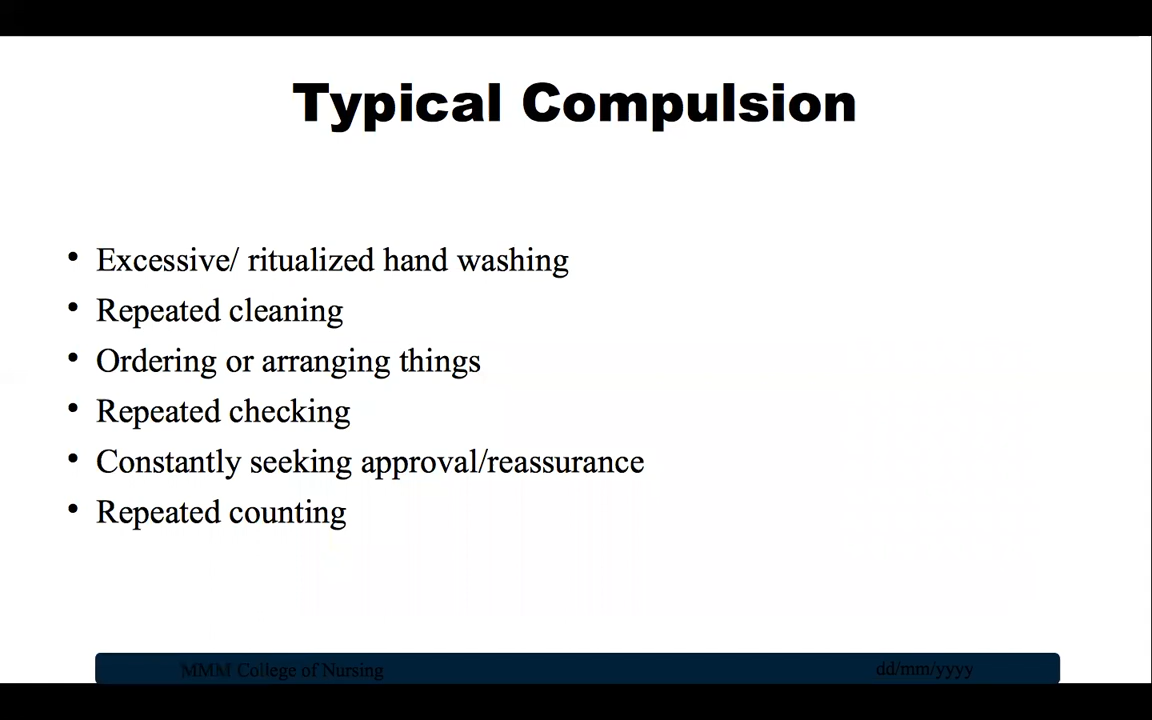 Typical Compulsion
• Excessive/ ritualized hand washing
• Repeated cleaning
• Ordering or arranging things
• Repeated checking
• Constantly seeking approval/reassurance
• Repeated counting
MMM College of Nursing
dd/mm/yyyy